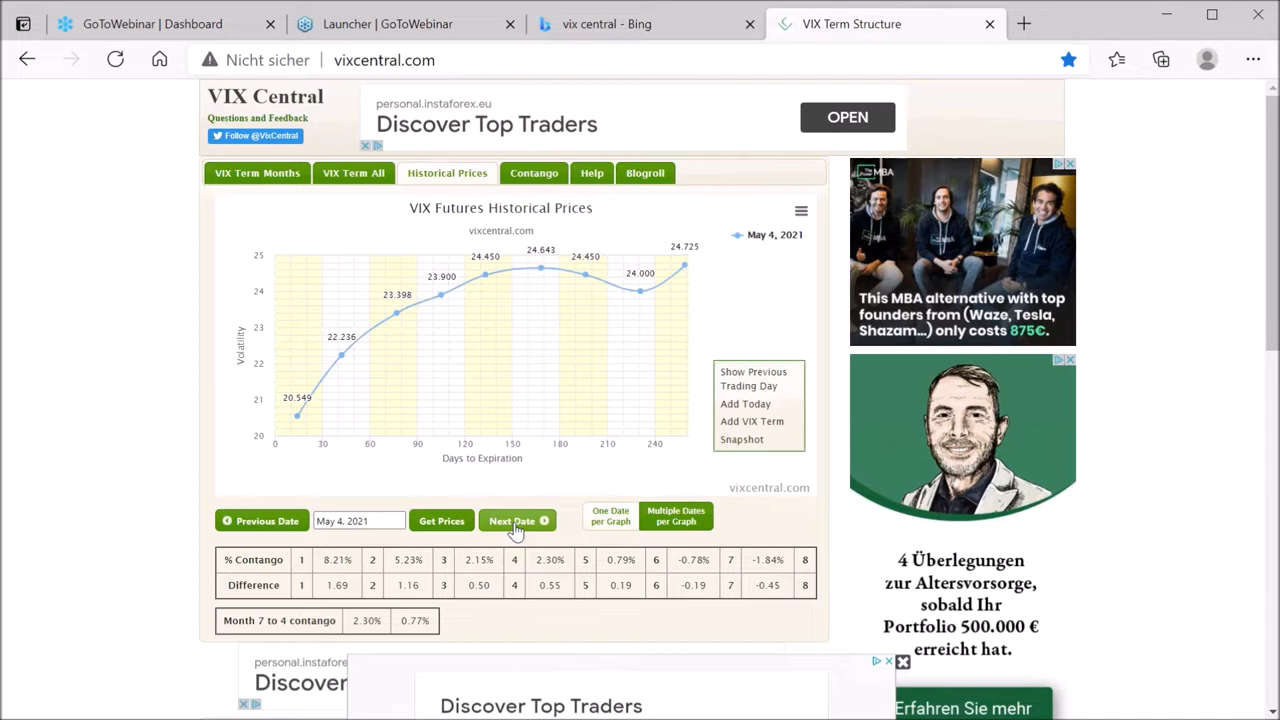 GoToWebinar | Dashboard
Launcher | GoToWebinar
vix central - Bing
VIX Term Structure
Nicht sicher
vixcentral.com
VIX Central
Questions and Feedback
Follow @VixCentral
personal.instaforex.eu
Discover Top Traders
OPEN
VIX Term Months
VIX Term All
Historical Prices
Contango
Help
Blogroll
VIX Futures Historical Prices
vixcentral.com
May 4, 2021
25
24
23
22
21
20
Volatility
20.549
22.236
23.398
23.900
24.450
24.643
24.450
24.000
24.725
0 30 60 90 120 150 180 210 240
Days to Expiration
Show Previous
Trading Day
Add Today
Add VIX Term
Snapshot
vixcentral.com
Previous Date
May 4, 2021
Get Prices
Next Date
One Date
per Graph
Multiple Dates
per Graph
% Contango 1 8.21% 2 5.23% 3 2.15% 4 2.30% 5 0.79% 6 -0.78% 7 -1.84% 8
Difference 1 1.69 2 1.16 3 0.50 4 0.55 5 0.19 6 -0.19 7 -0.45 8
Month 7 to 4 contango 2.30% 0.77%
MBA
This MBA alternative with top
founders from (Waze, Tesla,
Shazam...) only costs 875€.
4 Überlegungen
zur Altersvorsorge,
sobald Ihr
Portfolio 500.000 €
erreicht hat.
Erfahren Sie mehr
personal.instafore
Discover
Discover Top Traders